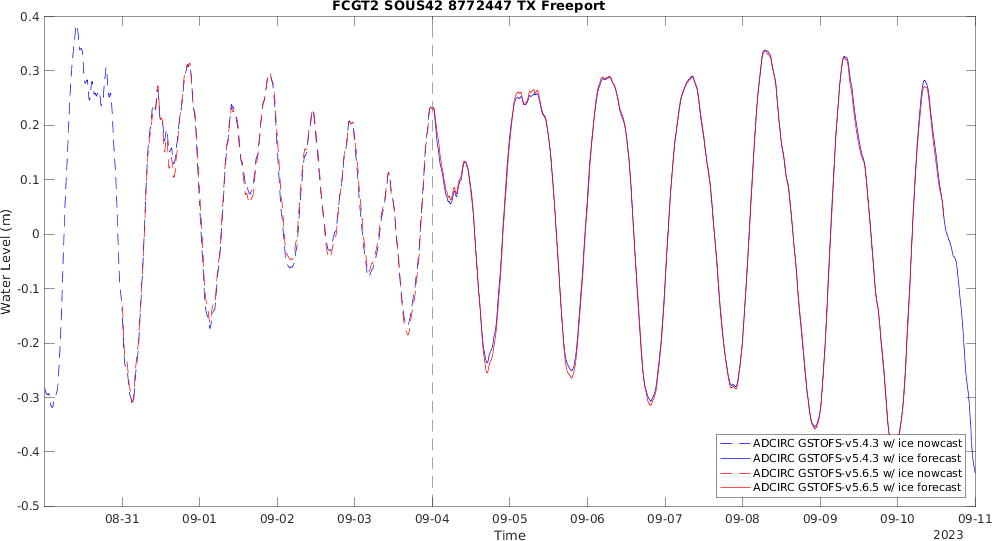 FCGT2 SOUS42 8772447 TX Freeport
0.4
0.3
0.2
0.1
0
-0.1
-0.2
-0.3
-0.4
-0.5
Water Level (m)
ADCIRC GSTOFS-v5.4.3 w/ ice nowcast
ADCIRC GSTOFS-v5.4.3 w/ ice forecast
ADCIRC GSTOFS-v5.6.5 w/ ice nowcast
ADCIRC GSTOFS-v5.6.5 w/ ice forecast
08-31 09-01 09-02 09-03 09-04 09-05 09-06 09-07 09-08 09-09 09-10 09-11
Time
2023